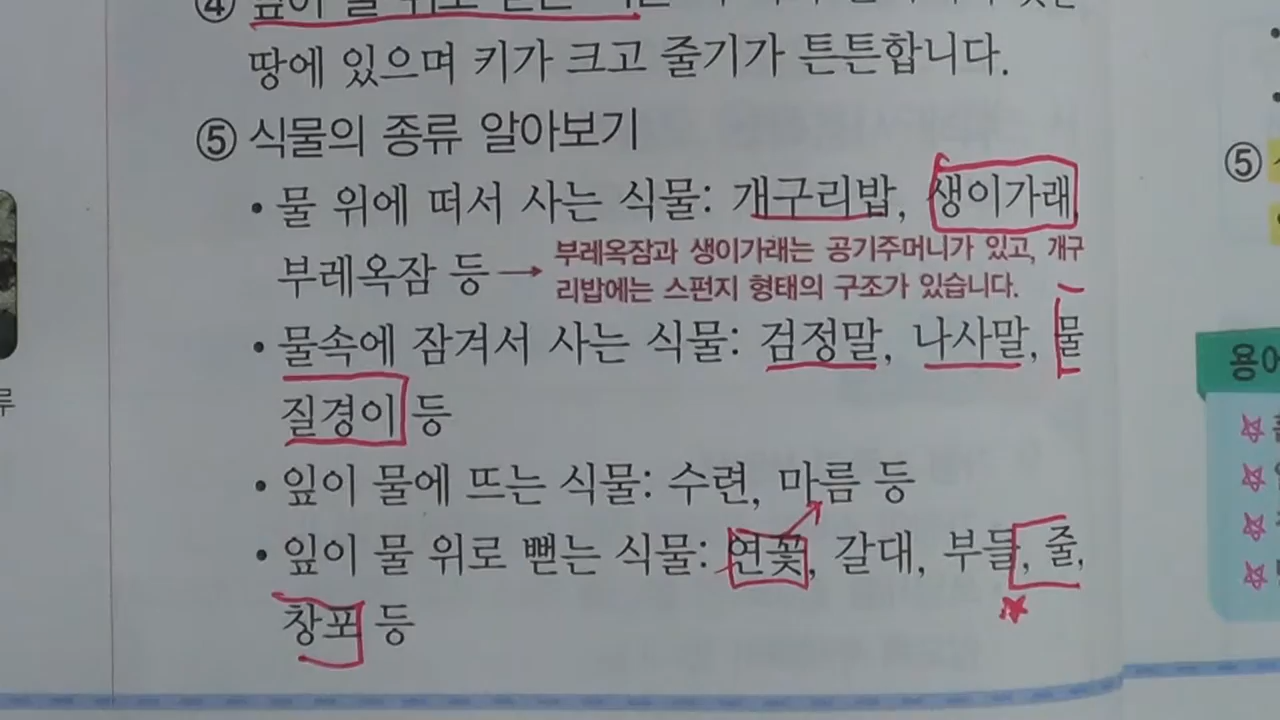 땅에 있으며 키가 크고 줄기가 튼튼합니다.
⑤ 식물의 종류 알아보기
• 물 위에 떠서 사는 식물: 개구리밥, 생이가래,
부레옥잠 등 → 부레옥잠과 생이가래는 공기주머니가 있고, 개구
리밥에는 스펀지 형태의 구조가 있습니다.
• 물속에 잠겨서 사는 식물: 검정말, 나사말, 물
질경이 등
• 잎이 물에 뜨는 식물: 수련, 마름 등
• 잎이 물 위로 뻗는 식물: 연꽃, 갈대, 부들, 줄,
창포 등
⑤
루